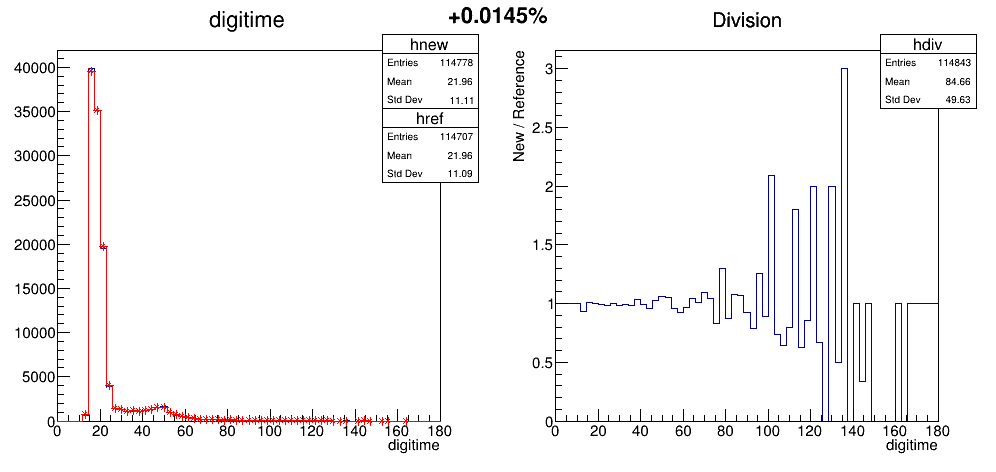 +0.0145%
digitime
hnew
Entries 114778
Mean 21.96
Std Dev 11.11
href
Entries 114707
Mean 21.96
Std Dev 11.09
40000
35000
30000
25000
20000
15000
10000
5000
0
0 20 40 60 80 100 120 140 160 180
digitime
Division
hdiv
Entries 114843
Mean 84.66
Std Dev 49.63
New / Reference
3
2.5
2
1.5
1
0.5
0
0 20 40 60 80 100 120 140 160 180
digitime